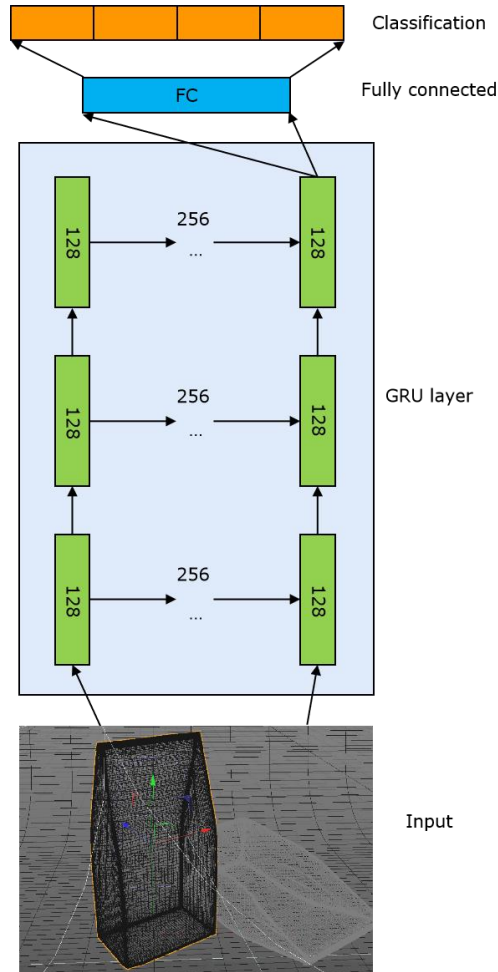 Classification
FC
Fully connected
128
256
...
128
128
256
...
128
GRU layer
128
256
...
128
Input